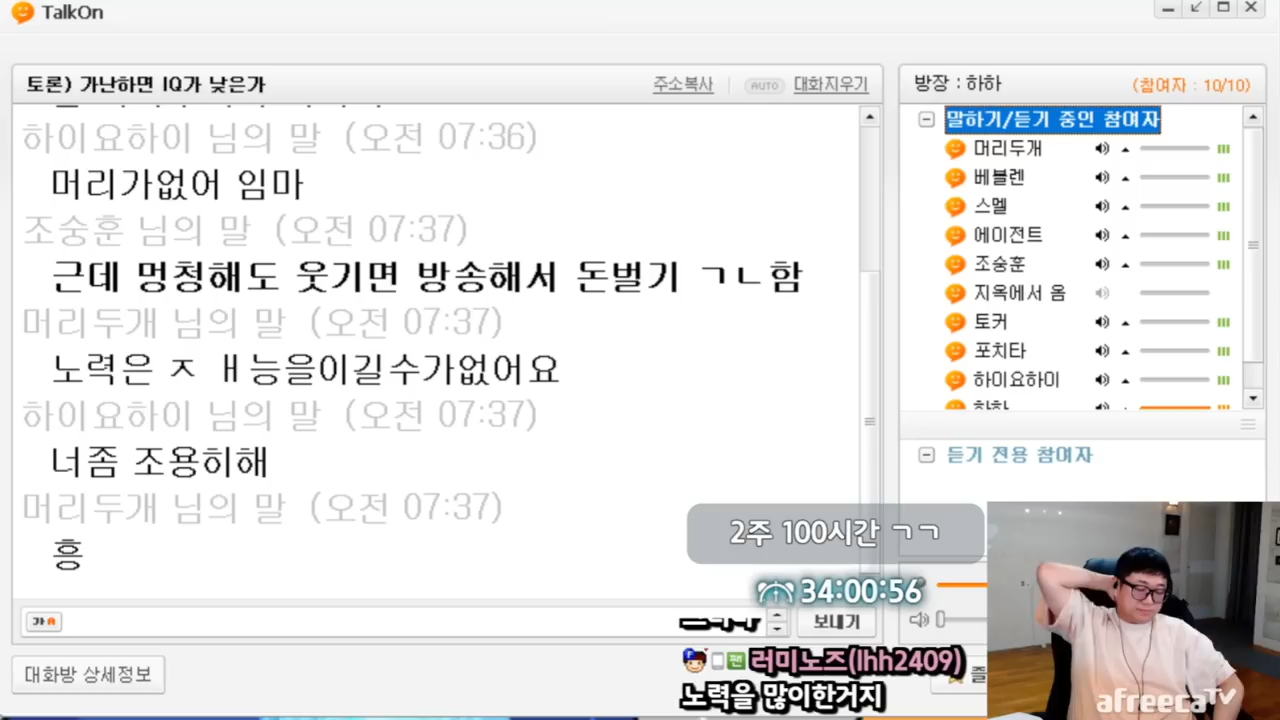 TalkOn
토론) 가난하면 IQ가 낮은가
주소복사
AUTO
대화지우기
하이요하이 님의 말 (오전 07:36)
머리가없어 임마
조숭훈 님의 말 (오전 07:37)
근데 멍청해도 웃기면 방송해서 돈벌기 ㄱㄴ함
머리두개 님의 말 (오전 07:37)
노력은 ㅈ ㅐ능을이길수가없어요
하이요하이 님의 말 (오전 07:37)
너좀 조용히해
머리두개 님의 말 (오전 07:37)
흥
가
보내기
대화방 상세정보
방장 : 하하
(참여자 : 10/10)
말하기/듣기 중인 참여자
머리두개
베블렌
스멜
에이전트
조숭훈
지옥에서 옴
토커
포치타
하이요하이
하하
듣기 전용 참여자
2주 100시간 ㄱㄱ
34:00:56
팬 러미노즈(lhh2409)
노력을 많이한거지
afreecaTV